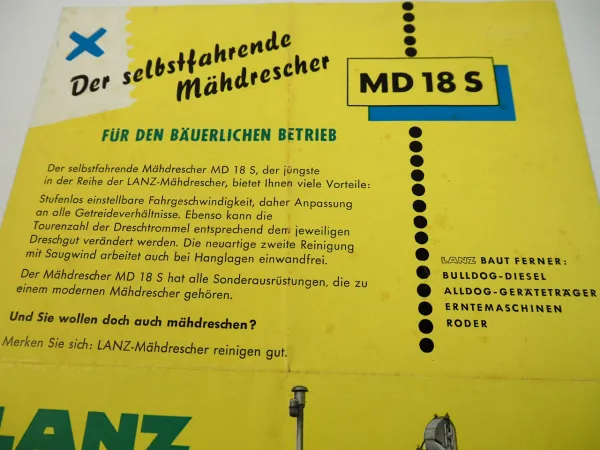 Der selbstfahrende
Mähdrescher
MD 18 S
FÜR DEN BÄUERLICHEN BETRIEB
Der selbstfahrende Mähdrescher MD 18 S, der jüngste
in der Reihe der LANZ-Mähdrescher, bietet Ihnen viele Vorteile:
Stufenlos einstellbare Fahrgeschwindigkeit, daher Anpassung
an alle Getreideverhältnisse. Ebenso kann die
Tourenzahl der Dreschtrommel entsprechend dem jeweiligen
Dreschgut verändert werden. Die neuartige zweite Reinigung
mit Saugwind arbeitet auch bei Hanglagen einwandfrei.
Der Mähdrescher MD 18 S hat alle Sonderausrüstungen, die zu
einem modernen Mähdrescher gehören.
Und Sie wollen doch auch mähdreschen?
Merken Sie sich: LANZ-Mähdrescher reinigen gut.
LANZ BAUT FERNER:
BULLDOG-DIESEL
ALLDOG-GERÄTETRÄGER
ERNTEMASCHINEN
RODER
LANZ